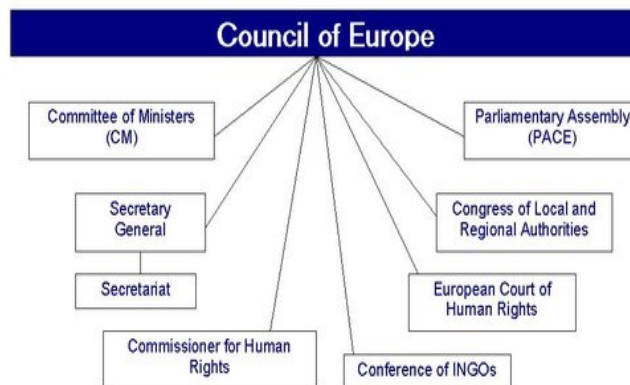 Council of Europe
Committee of Ministers
(CM)
Parliamentary Assembly
(PACE)
Secretary
General
Congress of Local and
Regional Authorities
Secretariat
European Court of
Human Rights
Commissioner for Human
Rights
Conference of INGOs